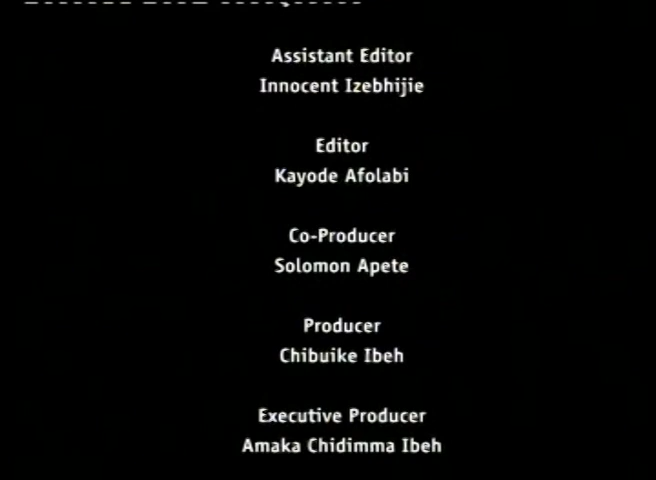 Assistant Editor
Innocent Izebhijie
Editor
Kayode Afolabi
Co-Producer
Solomon Apete
Producer
Chibuike Ibeh
Executive Producer
Amaka Chidimma Ibeh